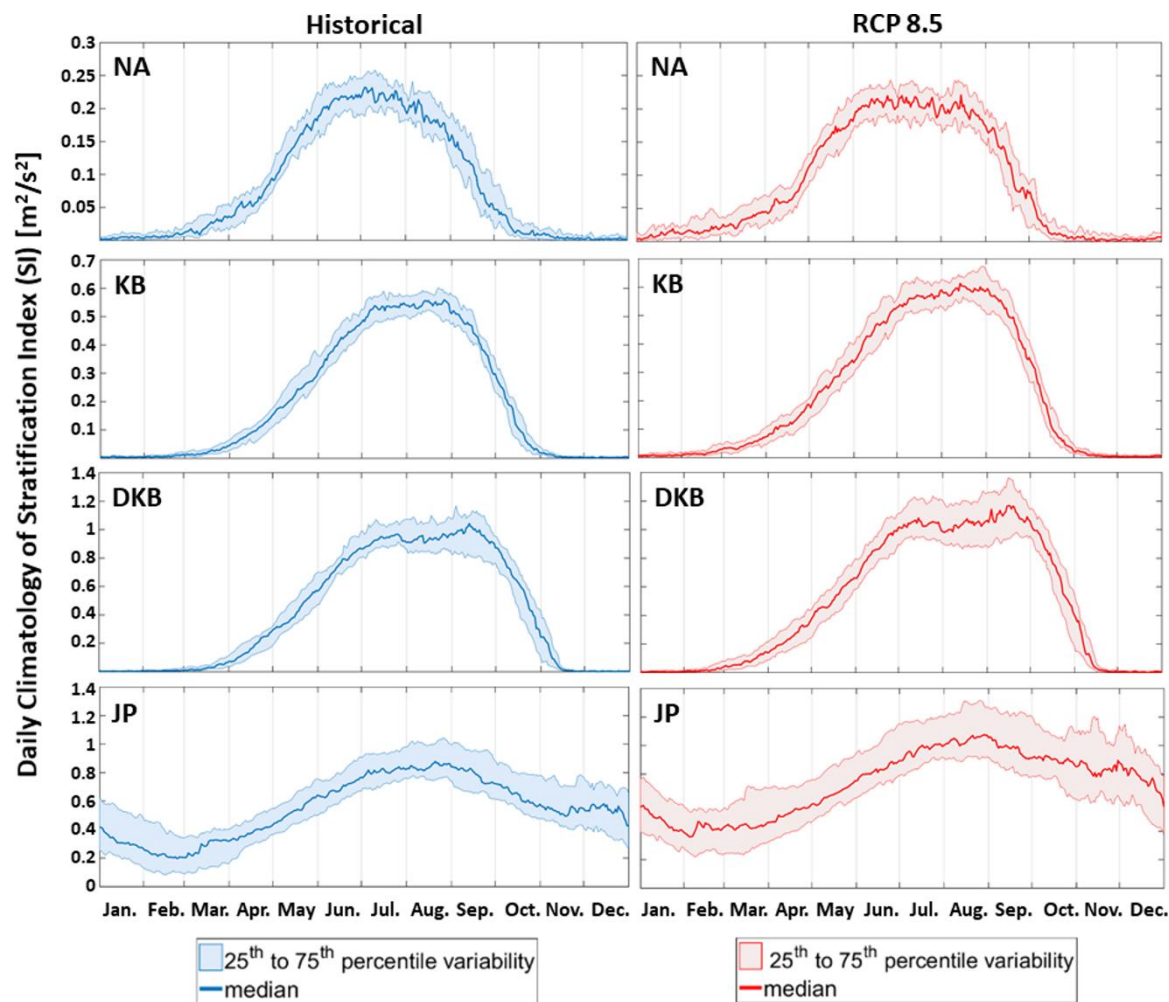 Historical
RCP 8.5
Daily Climatology of Stratification Index (SI) [m²/s²]
0.3
0.25
0.2
0.15
0.1
0.05
NA
NA
0.7
0.6
0.5
0.4
0.3
0.2
0.1
KB
KB
1.4
1.2
1
0.8
0.6
0.4
0.2
DKB
DKB
1.4
1.2
1
0.8
0.6
0.4
0.2
0
JP
JP
Jan. Feb. Mar. Apr. May Jun. Jul. Aug. Sep. Oct. Nov. Dec.
Jan. Feb. Mar. Apr. May Jun. Jul. Aug. Sep. Oct. Nov. Dec.
25th to 75th percentile variability
median
25th to 75th percentile variability
median